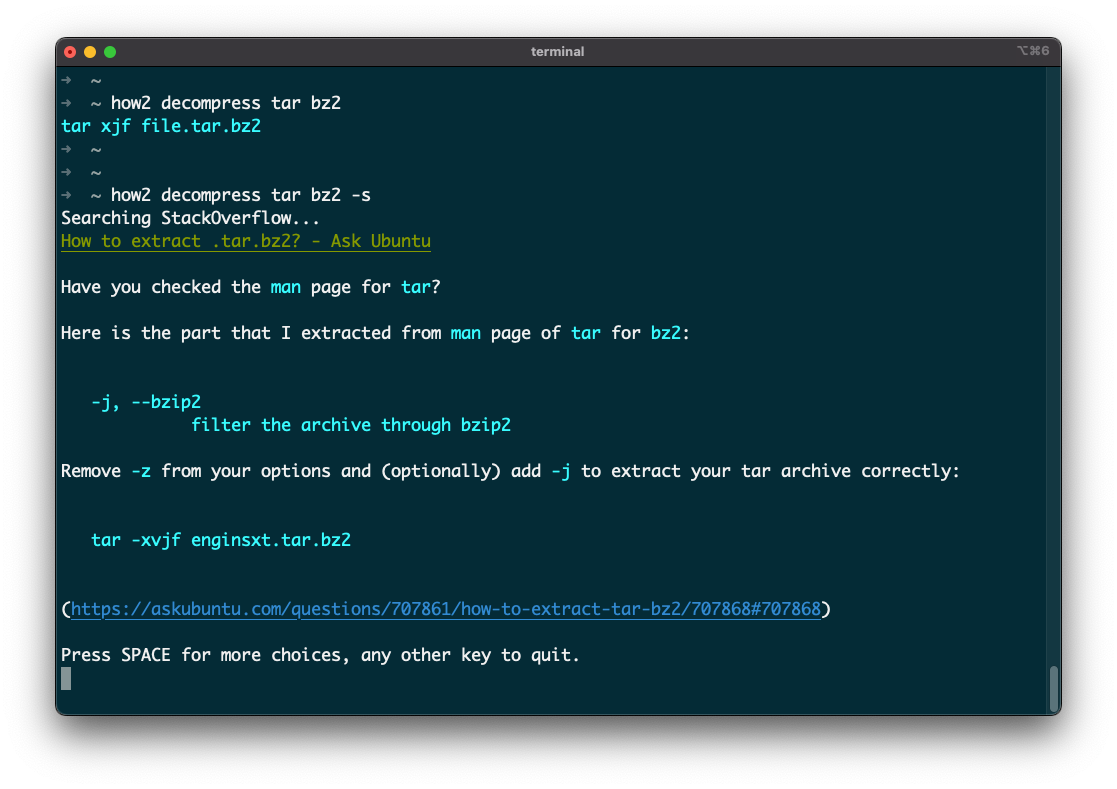 terminal
⌥⌘6
→ ~
→ ~ how2 decompress tar bz2
tar xjf file.tar.bz2
→ ~
→ ~
→ ~ how2 decompress tar bz2 -s
Searching StackOverflow...
How to extract .tar.bz2? - Ask Ubuntu
Have you checked the man page for tar?
Here is the part that I extracted from man page of tar for bz2:
-j, --bzip2
filter the archive through bzip2
Remove -z from your options and (optionally) add -j to extract your tar archive correctly:
tar -xvjf enginsxt.tar.bz2
(https://askubuntu.com/questions/707861/how-to-extract-tar-bz2/707868#707868)
Press SPACE for more choices, any other key to quit.